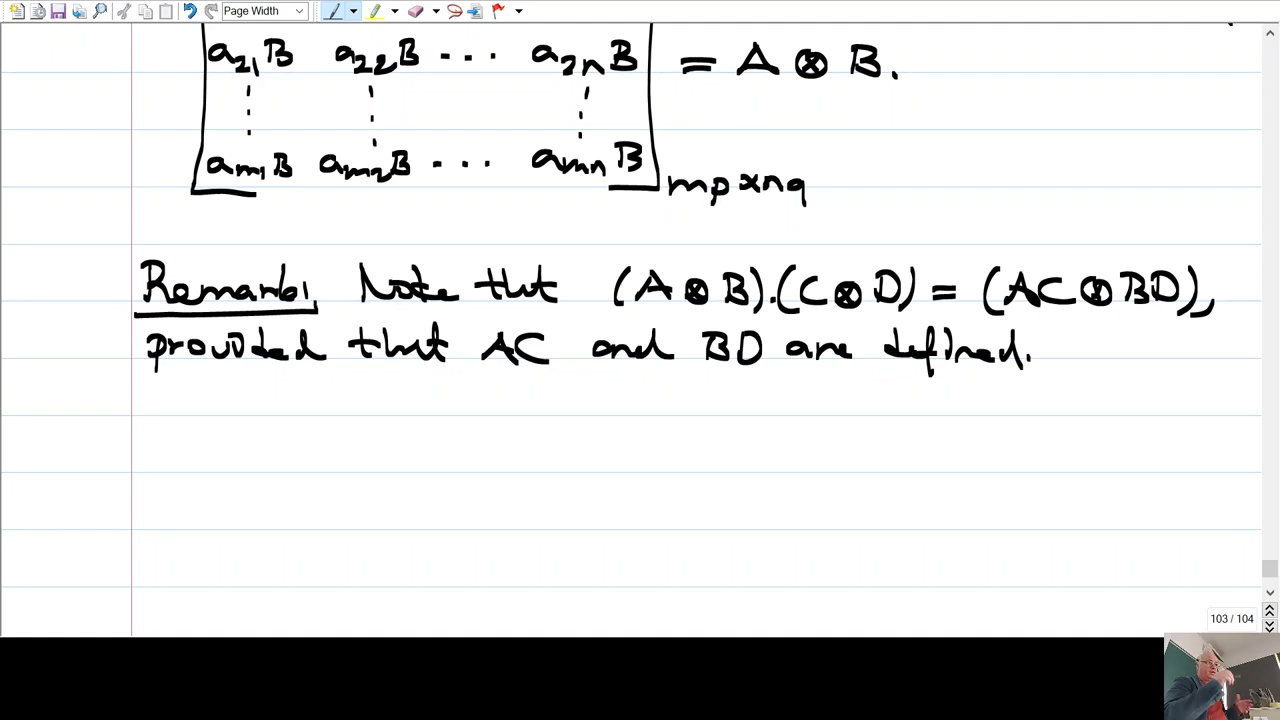 Page Width
a₂₁B a₂₂B ··· a₂ₙB = A ⊗ B.
aₘ₁B aₘ₂B ··· aₘₙB mp×nq
Remark, Note that (A⊗B).(C⊗D) = (AC⊗BD),
provided that AC and BD are defined.
103 / 104